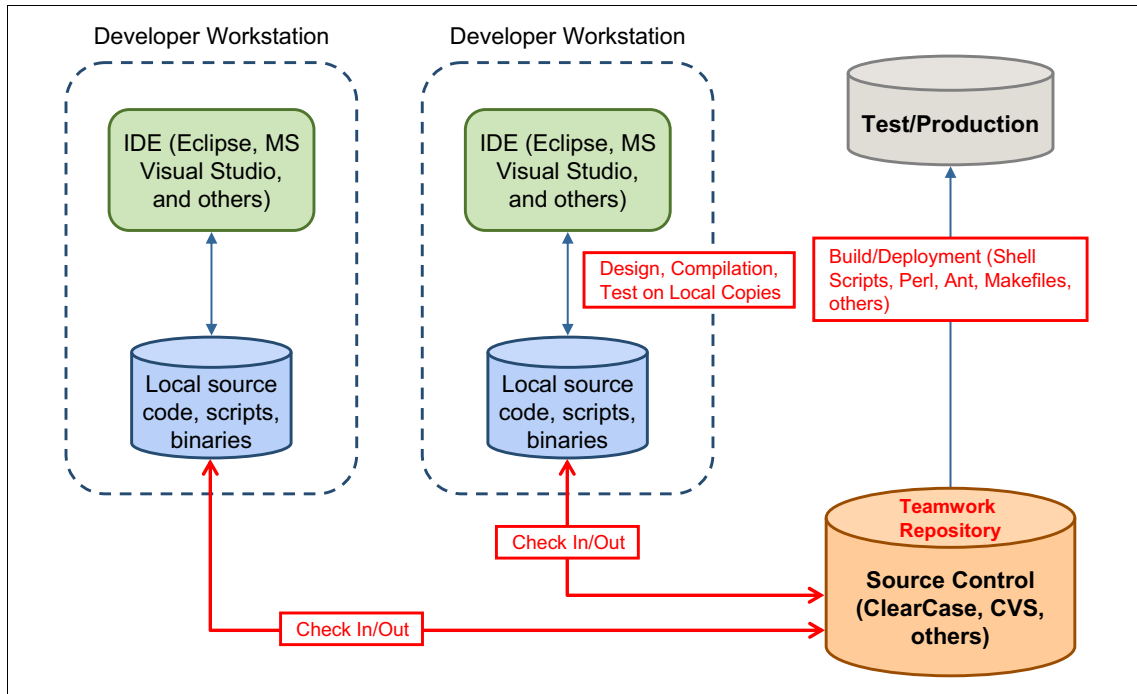 Developer Workstation
Developer Workstation
IDE (Eclipse, MS
Visual Studio,
and others)
IDE (Eclipse, MS
Visual Studio,
and others)
Test/Production
Design, Compilation,
Test on Local Copies
Build/Deployment (Shell
Scripts, Perl, Ant, Makefiles,
others)
Local source
code, scripts,
binaries
Local source
code, scripts,
binaries
Teamwork
Repository
Source Control
(ClearCase, CVS,
others)
Check In/Out
Check In/Out